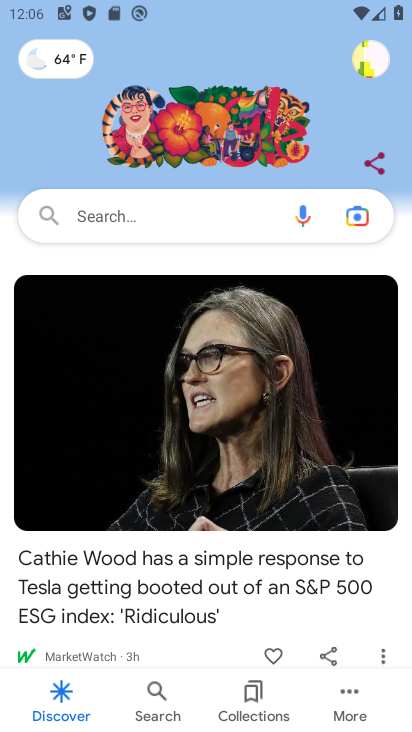 12:06
64° F
Search...
Cathie Wood has a simple response to
Tesla getting booted out of an S&P 500
ESG index: 'Ridiculous'
MarketWatch · 3h
Discover
Search
Collections
More